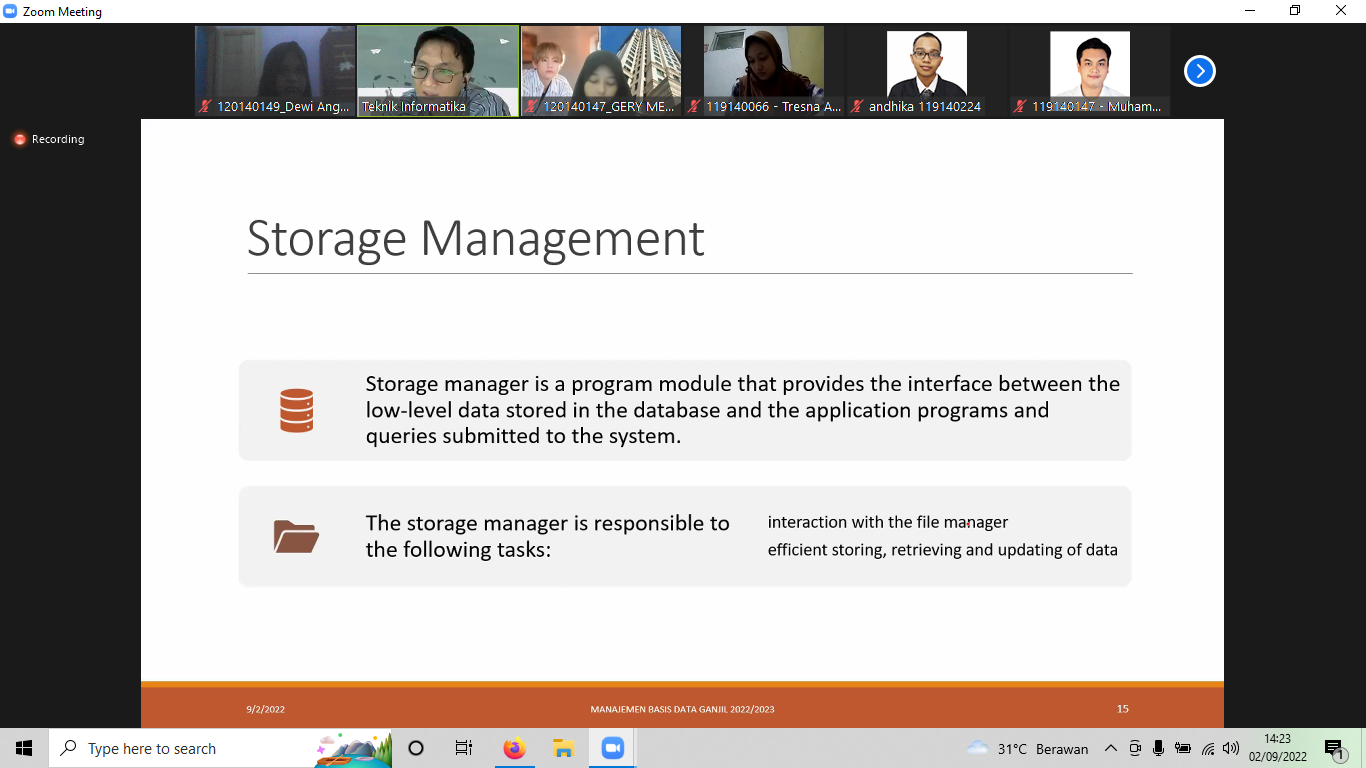 Zoom Meeting
120140149_Dewi Ang...
Teknik Informatika
120140147_GERY ME...
119140066 - Tresna A...
andhika 119140224
119140147 - Muham...
Recording
Storage Management
Storage manager is a program module that provides the interface between the
low-level data stored in the database and the application programs and
queries submitted to the system.
The storage manager is responsible to
the following tasks:
interaction with the file manager
efficient storing, retrieving and updating of data
9/2/2022
MANAJEMEN BASIS DATA GANJIL 2022/2023
15
Type here to search
31°C Berawan
14:23
02/09/2022
1